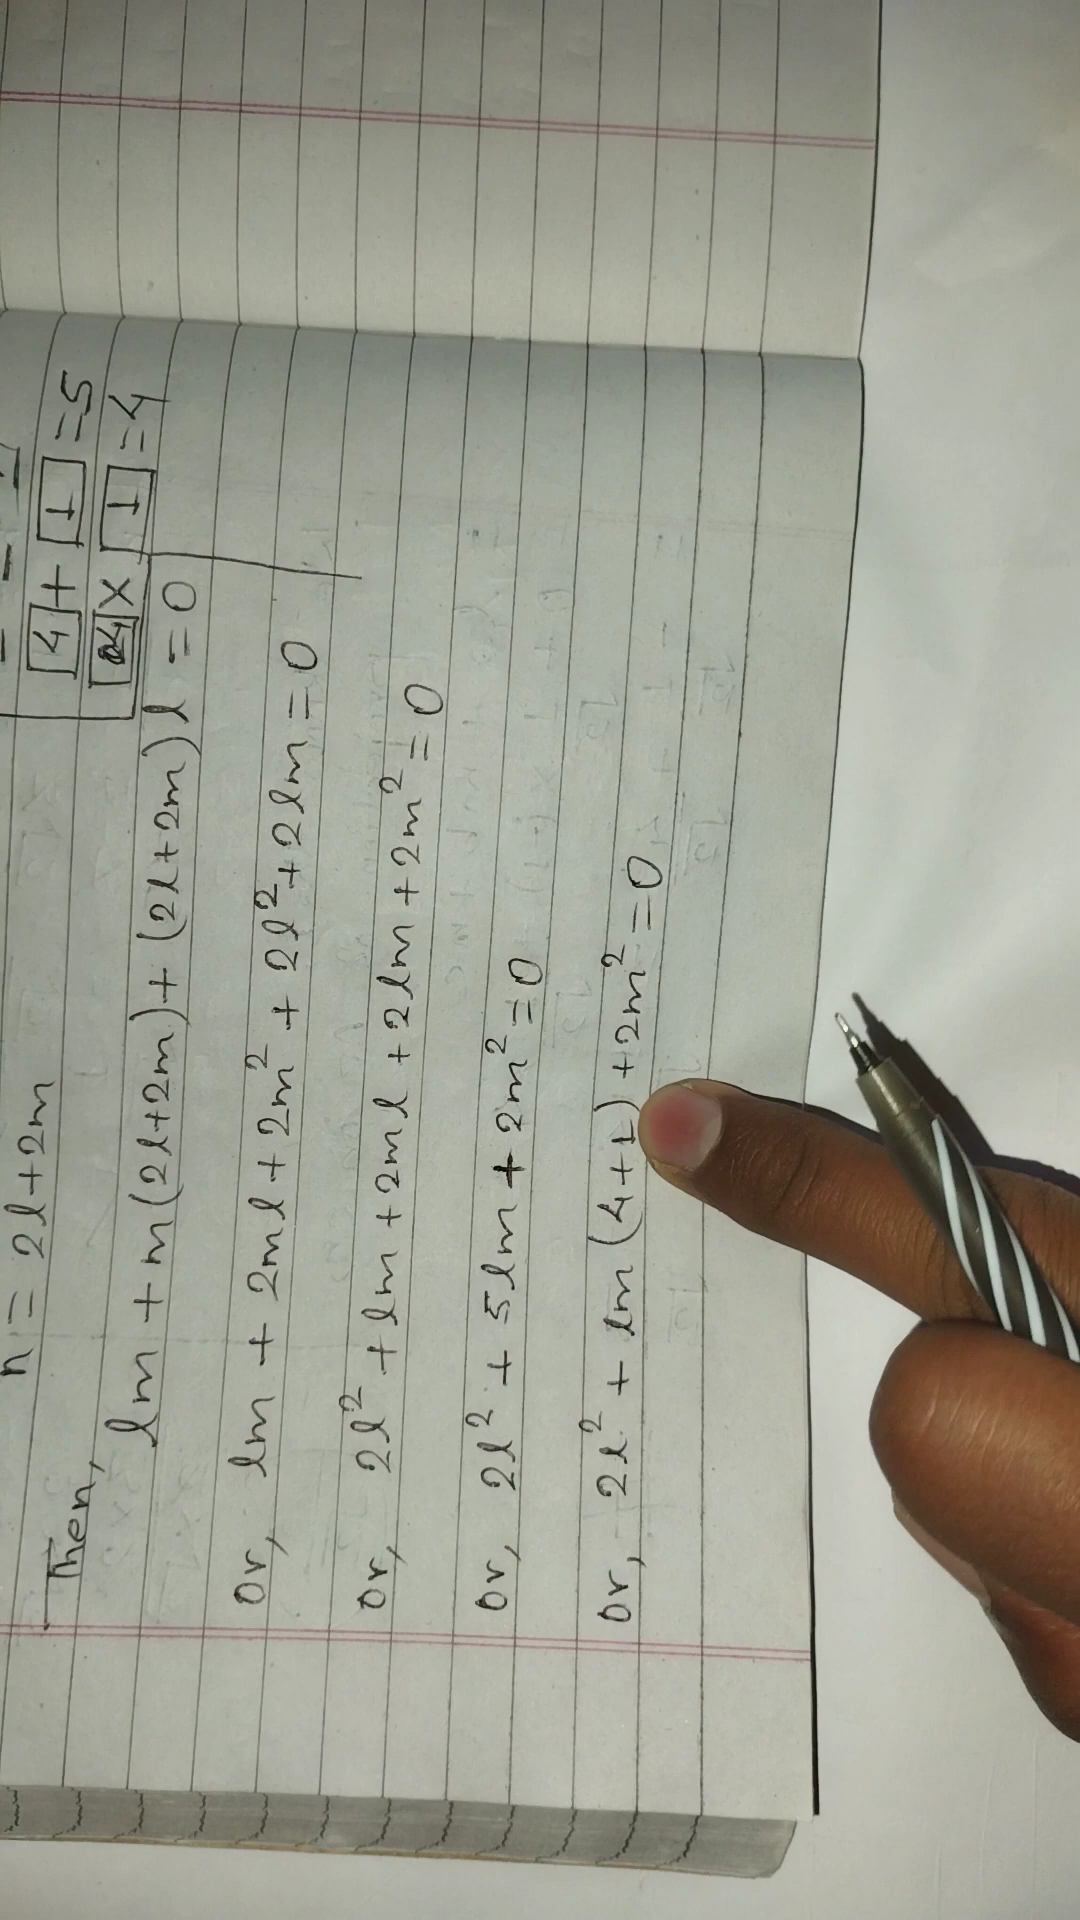 n = 2l+2m
4 + 1 = 5
4 × 1 = 4
Then,
lm + m(2l+2m) + (2l+2m)l = 0
or, lm + 2ml + 2m² + 2l² + 2lm = 0
or, 2l² + lm + 2ml + 2lm + 2m² = 0
or, 2l² + 5lm + 2m² = 0
or, 2l² + lm (4+1) + 2m² = 0